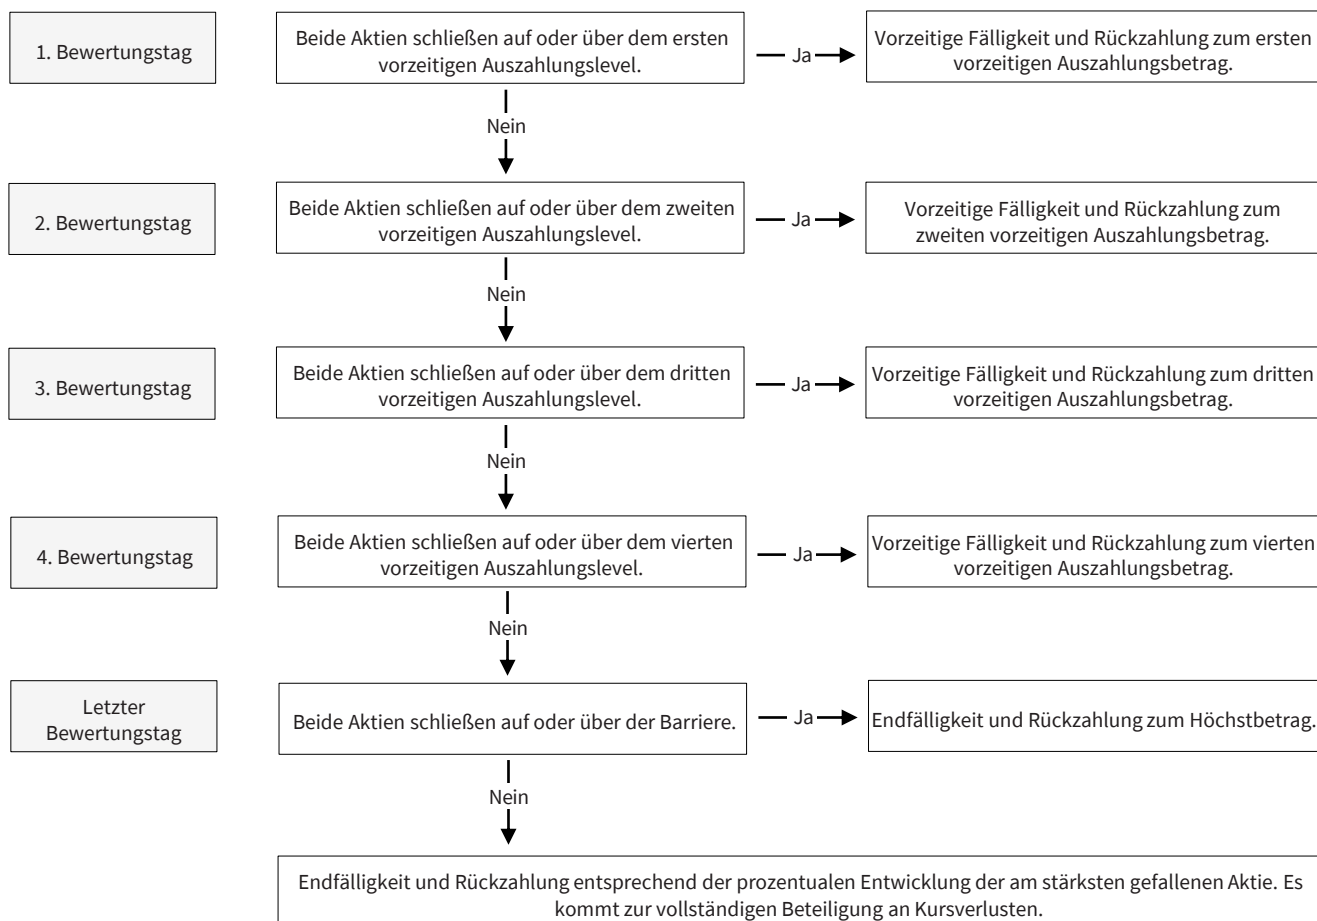 1. Bewertungstag
Beide Aktien schließen auf oder über dem ersten
vorzeitigen Auszahlungslevel.
Ja
Vorzeitige Fälligkeit und Rückzahlung zum ersten
vorzeitigen Auszahlungsbetrag.
Nein
2. Bewertungstag
Beide Aktien schließen auf oder über dem zweiten
vorzeitigen Auszahlungslevel.
Ja
Vorzeitige Fälligkeit und Rückzahlung zum
zweiten vorzeitigen Auszahlungsbetrag.
Nein
3. Bewertungstag
Beide Aktien schließen auf oder über dem dritten
vorzeitigen Auszahlungslevel.
Ja
Vorzeitige Fälligkeit und Rückzahlung zum dritten
vorzeitigen Auszahlungsbetrag.
Nein
4. Bewertungstag
Beide Aktien schließen auf oder über dem vierten
vorzeitigen Auszahlungslevel.
Ja
Vorzeitige Fälligkeit und Rückzahlung zum vierten
vorzeitigen Auszahlungsbetrag.
Nein
Letzter
Bewertungstag
Beide Aktien schließen auf oder über der Barriere.
Ja
Endfälligkeit und Rückzahlung zum Höchstbetrag.
Nein
Endfälligkeit und Rückzahlung entsprechend der prozentualen Entwicklung der am stärksten gefallenen Aktie. Es
kommt zur vollständigen Beteiligung an Kursverlusten.